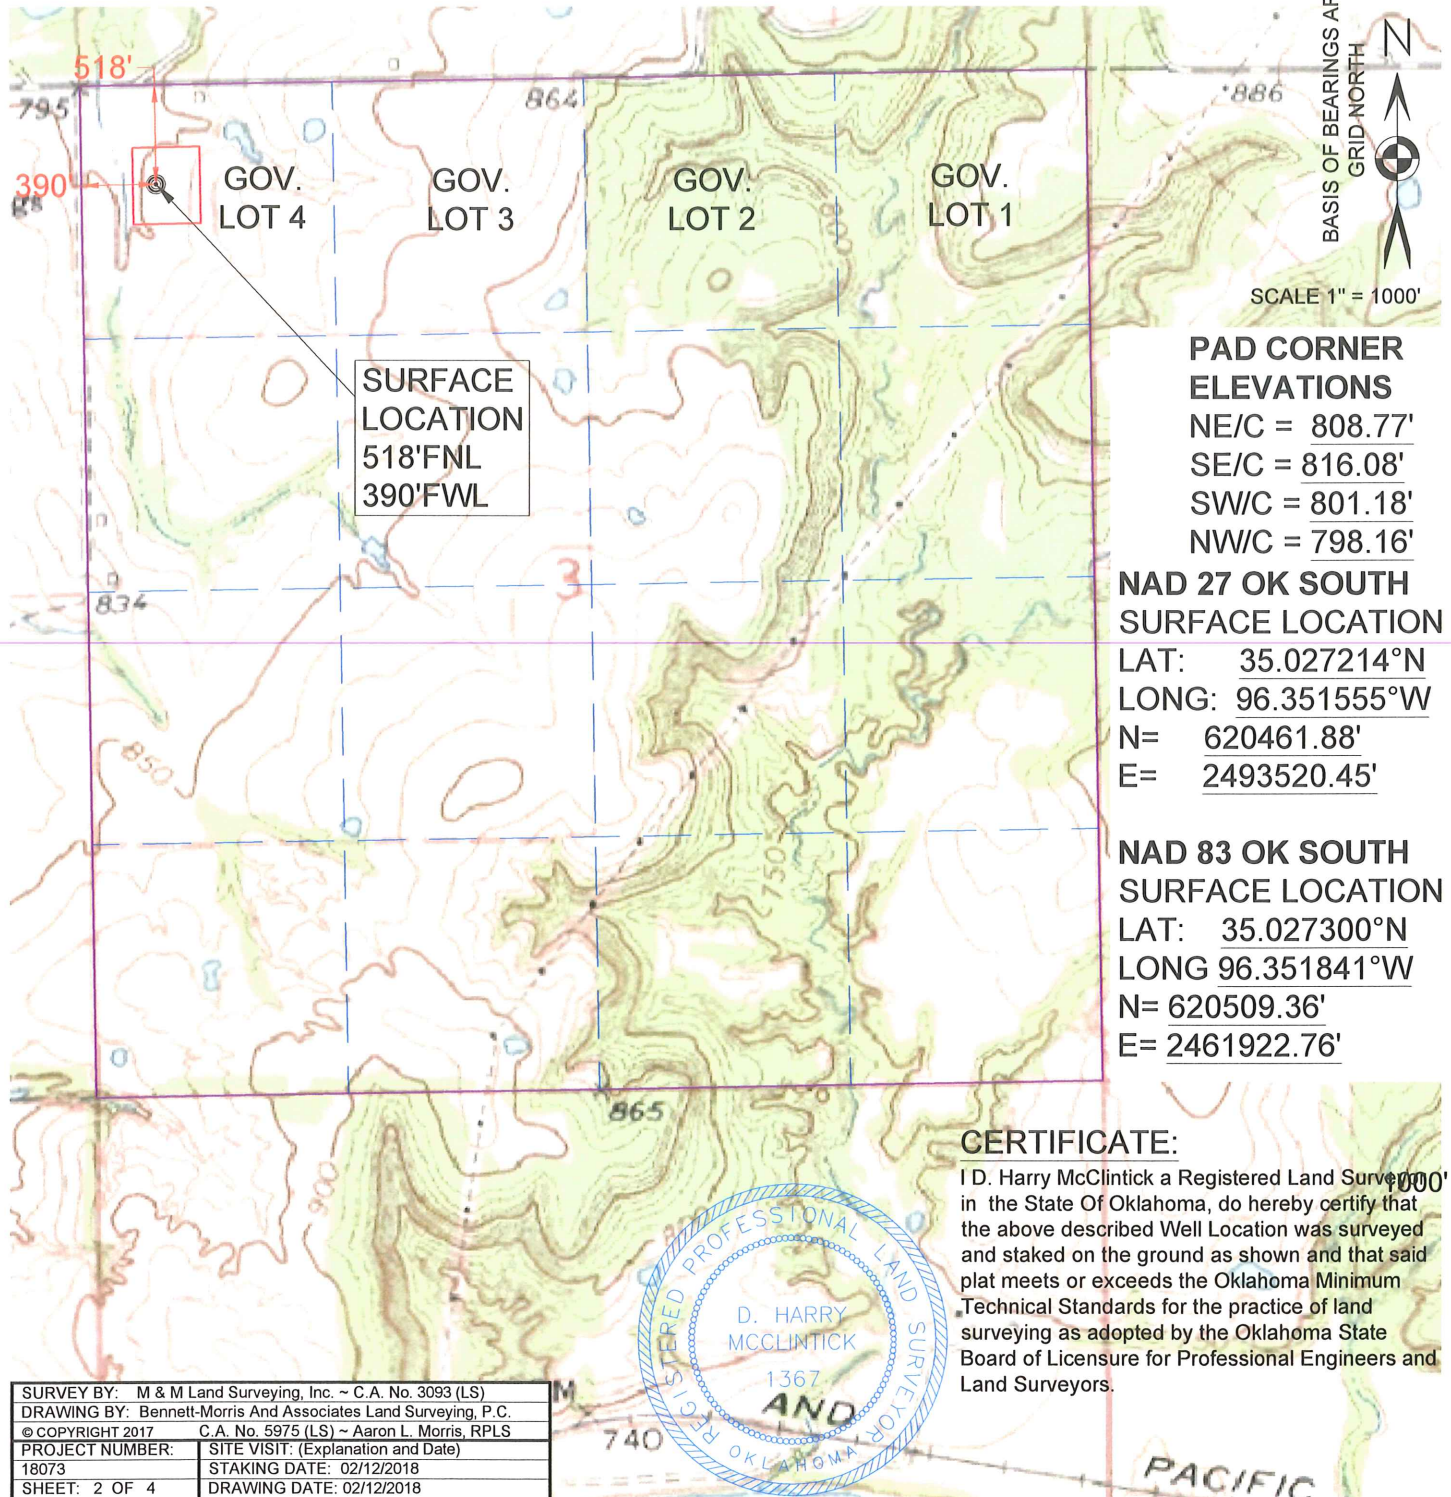 518'
795
864
886
N
BASIS OF BEARINGS
GRID NORTH
SCALE 1" = 1000'
390'
gs
GOV.
LOT 4
GOV.
LOT 3
GOV.
LOT 2
GOV.
LOT 1
SURFACE
LOCATION
518'FNL
390'FWL
3
834
850
750
865
900
PAD CORNER
ELEVATIONS
NE/C = 808.77'
SE/C = 816.08'
SW/C = 801.18'
NW/C = 798.16'
NAD 27 OK SOUTH
SURFACE LOCATION
LAT: 35.027214°N
LONG: 96.351555°W
N= 620461.88'
E= 2493520.45'
NAD 83 OK SOUTH
SURFACE LOCATION
LAT: 35.027300°N
LONG 96.351841°W
N= 620509.36'
E= 2461922.76'
CERTIFICATE:
I D. Harry McClintick a Registered Land Surveyor
1000'
in the State Of Oklahoma, do hereby certify that
the above described Well Location was surveyed
and staked on the ground as shown and that said
plat meets or exceeds the Oklahoma Minimum
Technical Standards for the practice of land
surveying as adopted by the Oklahoma State
Board of Licensure for Professional Engineers and
Land Surveyors.
REGISTERED PROFESSIONAL LAND SURVEYOR
D. HARRY
MCCLINTICK
1367
OKLAHOMA
M
AND
740
PACIFIC
SURVEY BY: M & M Land Surveying, Inc. ~ C.A. No. 3093 (LS)
DRAWING BY: Bennett-Morris And Associates Land Surveying, P.C.
© COPYRIGHT 2017 C.A. No. 5975 (LS) ~ Aaron L. Morris, RPLS
PROJECT NUMBER: SITE VISIT: (Explanation and Date)
18073 STAKING DATE: 02/12/2018
SHEET: 2 OF 4 DRAWING DATE: 02/12/2018